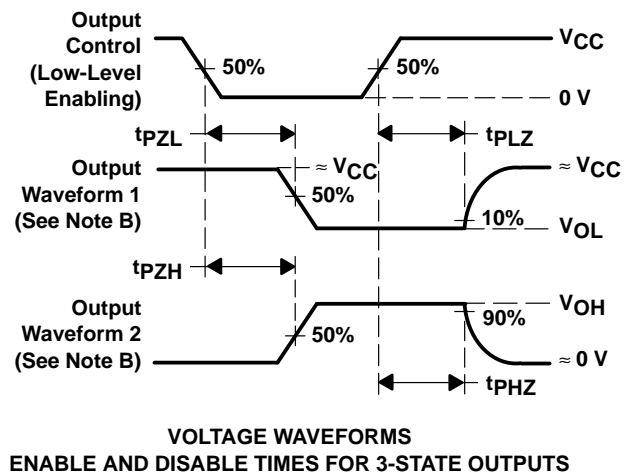 Output
Control
(Low-Level
Enabling)
50%
50%
VCC
0 V
tPZL
tPLZ
Output
Waveform 1
(See Note B)
≈ VCC
50%
≈ VCC
10%
VOL
tPZH
Output
Waveform 2
(See Note B)
50%
VOH
90%
≈ 0 V
tPHZ
VOLTAGE WAVEFORMS
ENABLE AND DISABLE TIMES FOR 3-STATE OUTPUTS